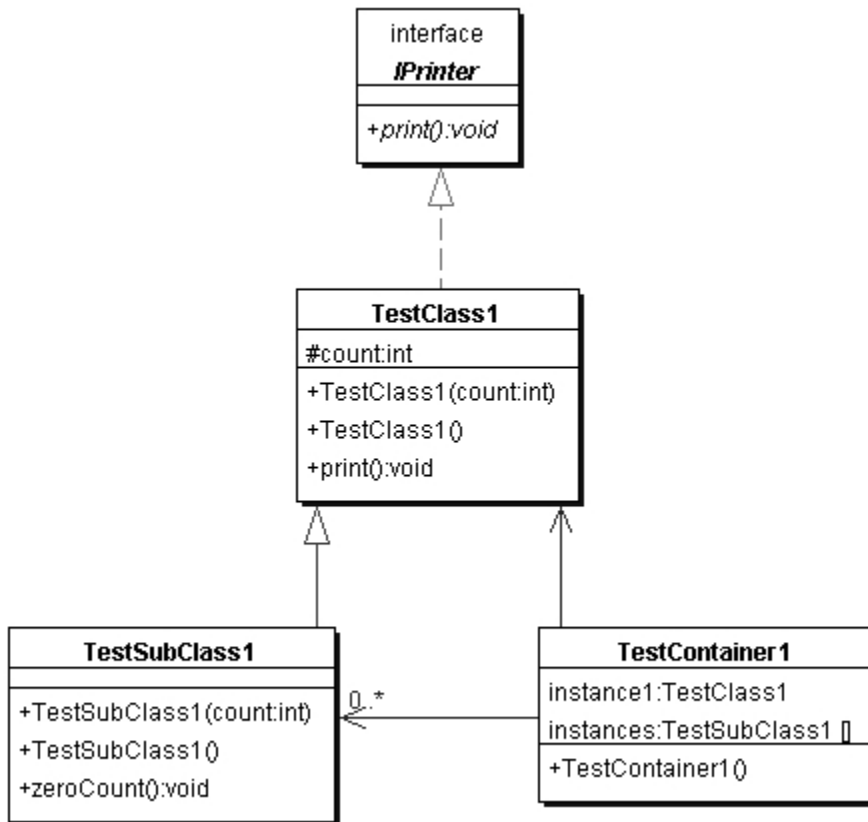 interface
IPrinter
+print():void
TestClass1
#count:int
+TestClass1(count:int)
+TestClass1()
+print():void
TestSubClass1
+TestSubClass1(count:int)
+TestSubClass1()
+zeroCount():void
0..*
TestContainer1
instance1:TestClass1
instances:TestSubClass1 []
+TestContainer1()